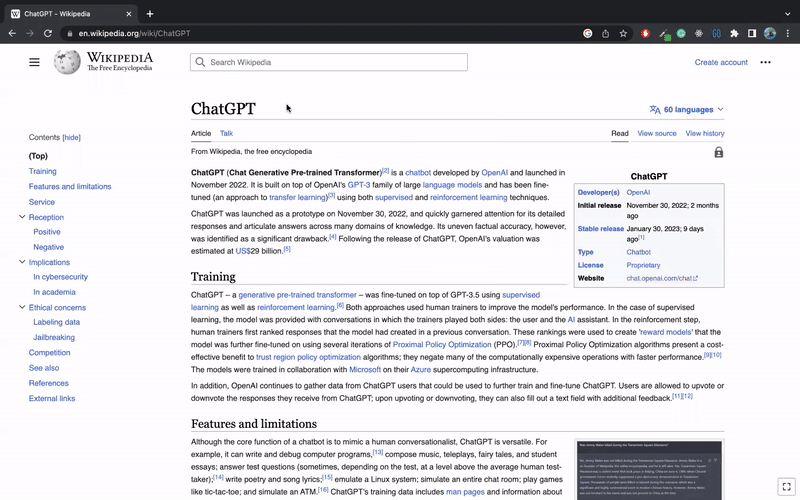 ChatGPT - Wikipedia
en.wikipedia.org/wiki/ChatGPT
WIKIPEDIA
The Free Encyclopedia
Search Wikipedia
Create account
Contents [hide]
(Top)
Training
Features and limitations
Service
Reception
Positive
Negative
Implications
In cybersecurity
In academia
Ethical concerns
Labeling data
Jailbreaking
Competition
See also
References
External links
ChatGPT
60 languages
Article Talk
Read View source View history
From Wikipedia, the free encyclopedia
ChatGPT (Chat Generative Pre-trained Transformer)[2] is a chatbot developed by OpenAI and launched in
November 2022. It is built on top of OpenAI's GPT-3 family of large language models and has been fine-
tuned (an approach to transfer learning)[3] using both supervised and reinforcement learning techniques.
ChatGPT was launched as a prototype on November 30, 2022, and quickly garnered attention for its detailed
responses and articulate answers across many domains of knowledge. Its uneven factual accuracy, however,
was identified as a significant drawback.[4] Following the release of ChatGPT, OpenAI's valuation was
estimated at US$29 billion.[5]
ChatGPT
Developer(s) OpenAI
Initial release November 30, 2022; 2 months
ago
Stable release January 30, 2023; 9 days
ago[1]
Type Chatbot
License Proprietary
Website chat.openai.com/chat
Training
ChatGPT – a generative pre-trained transformer – was fine-tuned on top of GPT-3.5 using supervised
learning as well as reinforcement learning.[6] Both approaches used human trainers to improve the model's performance. In the case of supervised
learning, the model was provided with conversations in which the trainers played both sides: the user and the AI assistant. In the reinforcement step,
human trainers first ranked responses that the model had created in a previous conversation. These rankings were used to create 'reward models' that the
model was further fine-tuned on using several iterations of Proximal Policy Optimization (PPO).[7][8] Proximal Policy Optimization algorithms present a cost-
effective benefit to trust region policy optimization algorithms; they negate many of the computationally expensive operations with faster performance.[9][10]
The models were trained in collaboration with Microsoft on their Azure supercomputing infrastructure.
In addition, OpenAI continues to gather data from ChatGPT users that could be used to further train and fine-tune ChatGPT. Users are allowed to upvote or
downvote the responses they receive from ChatGPT; upon upvoting or downvoting, they can also fill out a text field with additional feedback.[11][12]
Features and limitations
Although the core function of a chatbot is to mimic a human conversationalist, ChatGPT is versatile. For
example, it can write and debug computer programs,[13] compose music, teleplays, fairy tales, and student
essays; answer test questions (sometimes, depending on the test, at a level above the average human test-
taker);[14] write poetry and song lyrics;[15] emulate a Linux system; simulate an entire chat room; play games
like tic-tac-toe; and simulate an ATM.[16] ChatGPT's training data includes man pages and information about